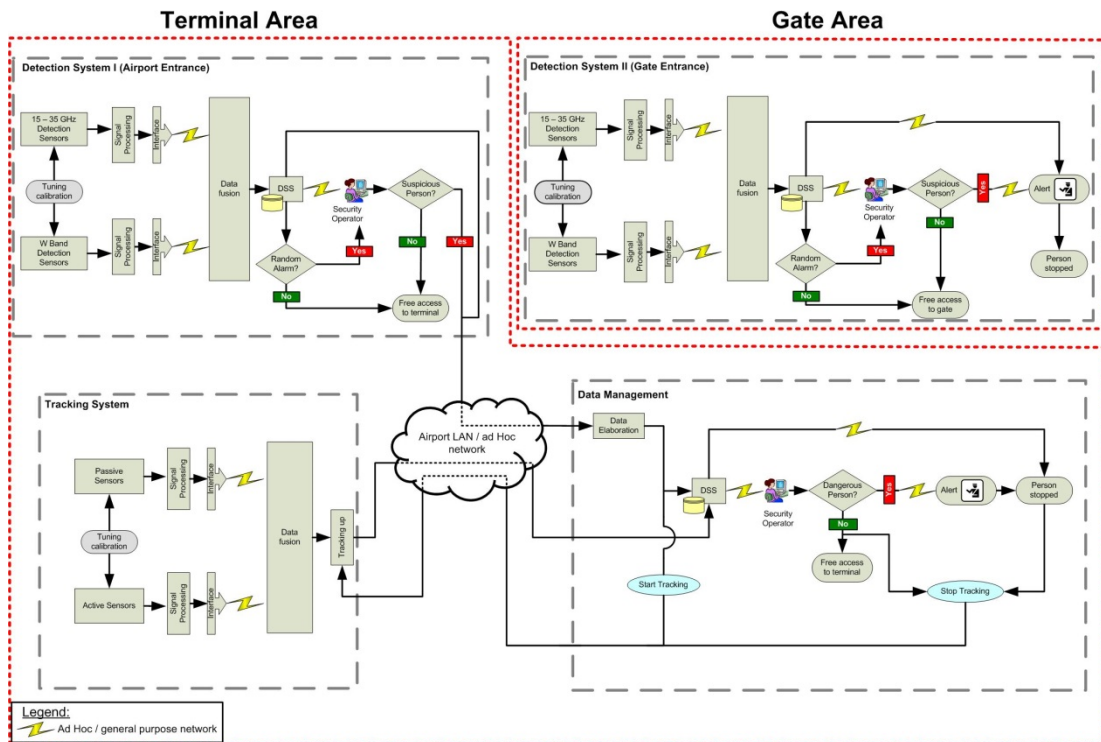 Terminal Area
Gate Area
Detection System I (Airport Entrance)
15 – 35 GHz
Detection
Sensors
Signal
Processing
Interface
Tuning
calibration
W Band
Detection
Sensors
Signal
Processing
Interface
Data
fusion
DSS
Security
Operator
Suspicious
Person?
No
Yes
Random
Alarm?
Yes
No
Free access
to terminal
Detection System II (Gate Entrance)
15 – 35 GHz
Detection
Sensors
Signal
Processing
Interface
Tuning
calibration
W Band
Detection
Sensors
Signal
Processing
Interface
Data
fusion
DSS
Security
Operator
Suspicious
Person?
Yes
No
Alert
Random
Alarm?
Yes
No
Free access
to gate
Person
stopped
Tracking System
Passive
Sensors
Signal
Processing
Interface
Tuning
calibration
Active Sensors
Signal
Processing
Interface
Data
fusion
Tracking up
Airport LAN / ad Hoc
network
Data Management
Data
Elaboration
DSS
Security
Operator
Dangerous
Person?
Yes
No
Alert
Person
stopped
Free access
to terminal
Start Tracking
Stop Tracking
Legend:
Ad Hoc / general purpose network